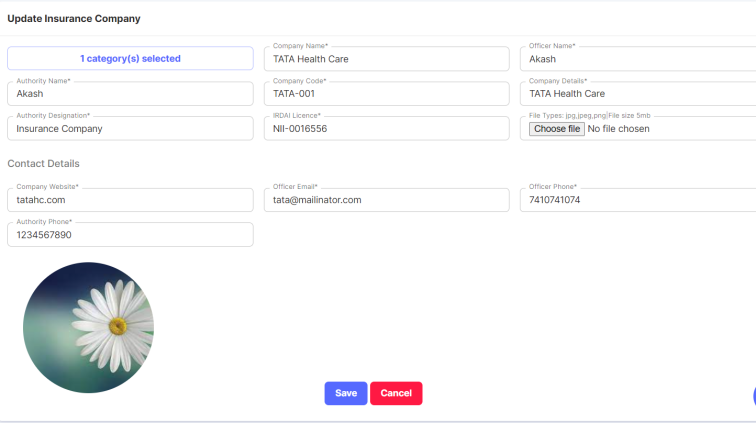 Update Insurance Company
1 category(s) selected
Company Name*
TATA Health Care
Officer Name*
Akash
Authority Name*
Akash
Company Code*
TATA-001
Company Details*
TATA Health Care
Authority Designation*
Insurance Company
IRDAI Licence*
NII-0016556
File Types: jpg,jpeg,png|File size 5mb
Choose file No file chosen
Contact Details
Company Website*
tatahc.com
Officer Email*
tata@mailinator.com
Officer Phone*
7410741074
Authority Phone*
1234567890
Save
Cancel